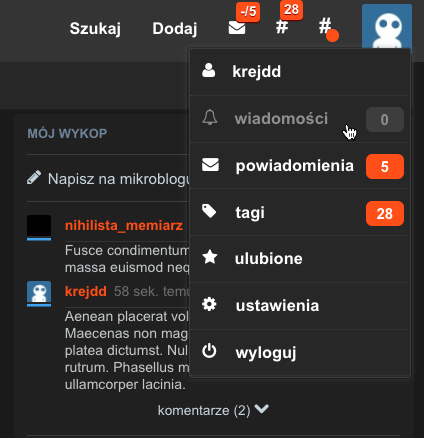 Szukaj Dodaj -/5 # 28 #
krejdd
wiadomości 0
powiadomienia 5
tagi 28
ulubione
ustawienia
wyloguj
MÓJ WYKOP
Napisz na mikroblogu
nihilista_memiarz
Fusce condimentum
massa euismod neq
krejdd 58 sek. temu
Aenean placerat vol
Maecenas non mag
platea dictumst. Nul
rutrum. Phasellus m
ullamcorper lacinia.
komentarze (2)